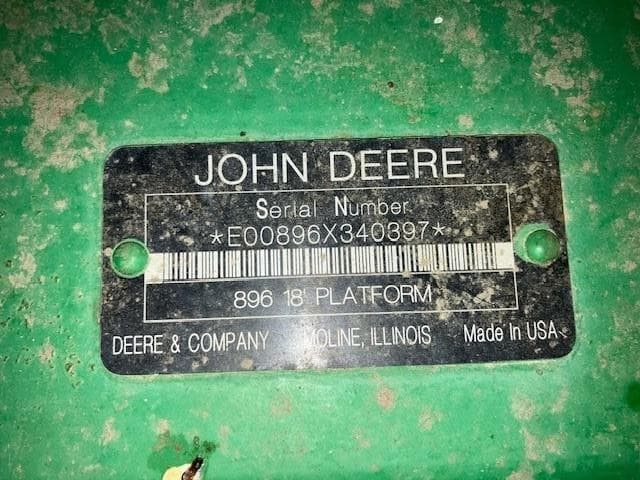 JOHN DEERE
Serial Number
*E00896X340397*
896 18' PLATFORM
DEERE & COMPANY MOLINE, ILLINOIS Made In USA